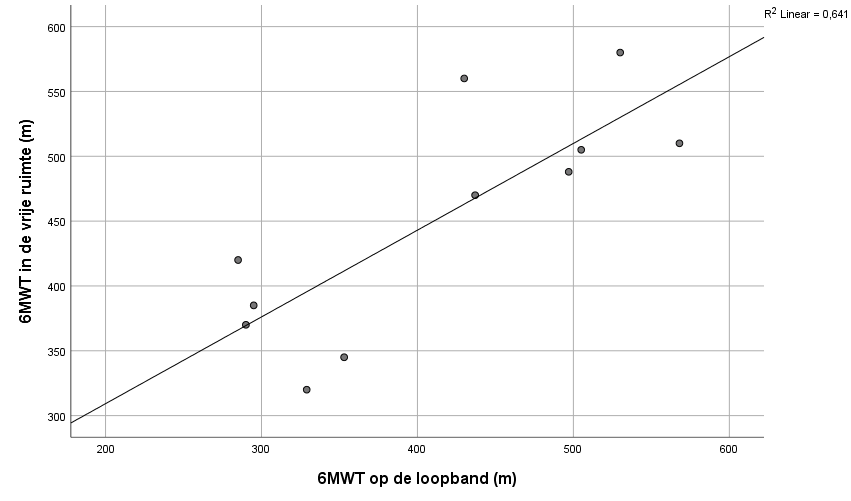 R² Linear = 0,641
600
550
500
450
400
350
300
6MWT in de vrije ruimte (m)
200 300 400 500 600
6MWT op de loopband (m)